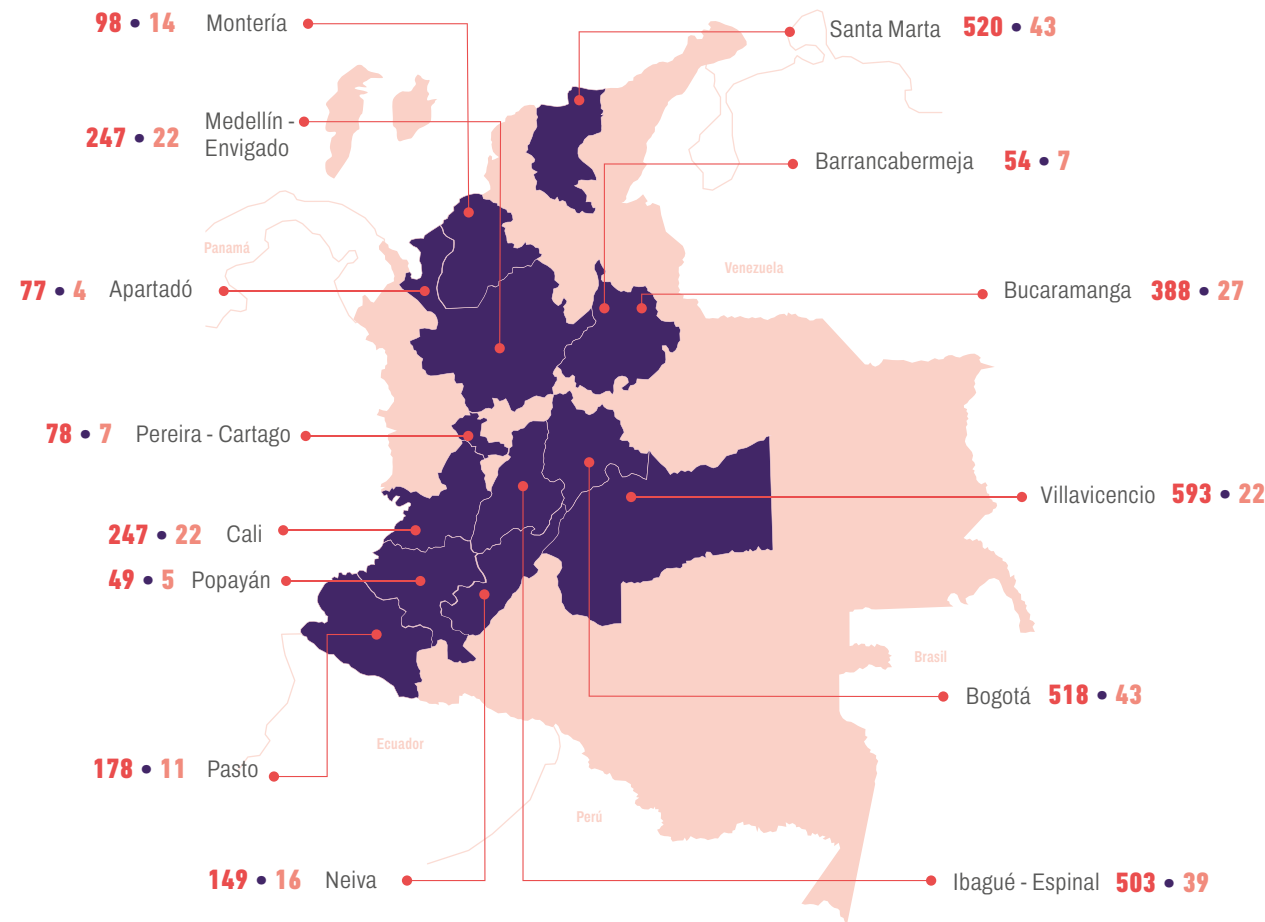 98 • 14 Montería
Santa Marta 520 • 43
247 • 22 Medellín -
Envigado
Barrancabermeja 54 • 7
Panamá
Venezuela
77 • 4 Apartadó
Bucaramanga 388 • 27
78 • 7 Pereira - Cartago
Villavicencio 593 • 22
247 • 22 Cali
49 • 5 Popayán
Brasil
Bogotá 518 • 43
Ecuador
178 • 11 Pasto
Perú
149 • 16 Neiva
Ibagué - Espinal 503 • 39